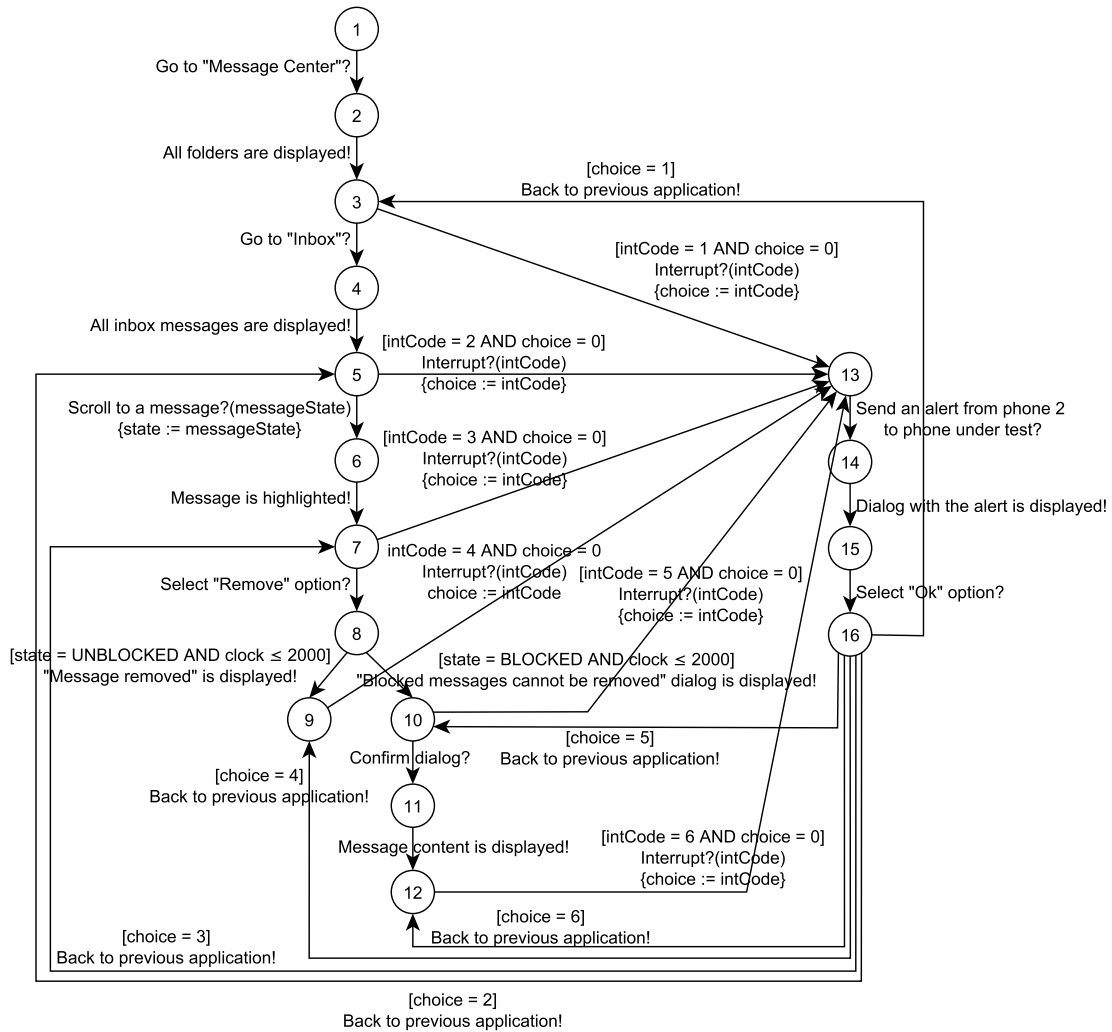 1
Go to "Message Center"?
2
All folders are displayed!
[choice = 1]
Back to previous application!
3
Go to "Inbox"?
[intCode = 1 AND choice = 0]
Interrupt?(intCode)
{choice := intCode}
4
All inbox messages are displayed!
[intCode = 2 AND choice = 0]
Interrupt?(intCode)
{choice := intCode}
5
13
Scroll to a message?(messageState)
{state := messageState}
Send an alert from phone 2
to phone under test?
[intCode = 3 AND choice = 0]
Interrupt?(intCode)
{choice := intCode}
6
14
Message is highlighted!
Dialog with the alert is displayed!
7
15
intCode = 4 AND choice = 0
Interrupt?(intCode)
choice := intCode
[intCode = 5 AND choice = 0]
Interrupt?(intCode)
{choice := intCode}
Select "Remove" option?
Select "Ok" option?
8
16
[state = UNBLOCKED AND clock ≤ 2000]
"Message removed" is displayed!
[state = BLOCKED AND clock ≤ 2000]
"Blocked messages cannot be removed" dialog is displayed!
9
10
[choice = 5]
Back to previous application!
Confirm dialog?
[choice = 4]
Back to previous application!
11
Message content is displayed!
[intCode = 6 AND choice = 0]
Interrupt?(intCode)
{choice := intCode}
12
[choice = 6]
Back to previous application!
[choice = 3]
Back to previous application!
[choice = 2]
Back to previous application!